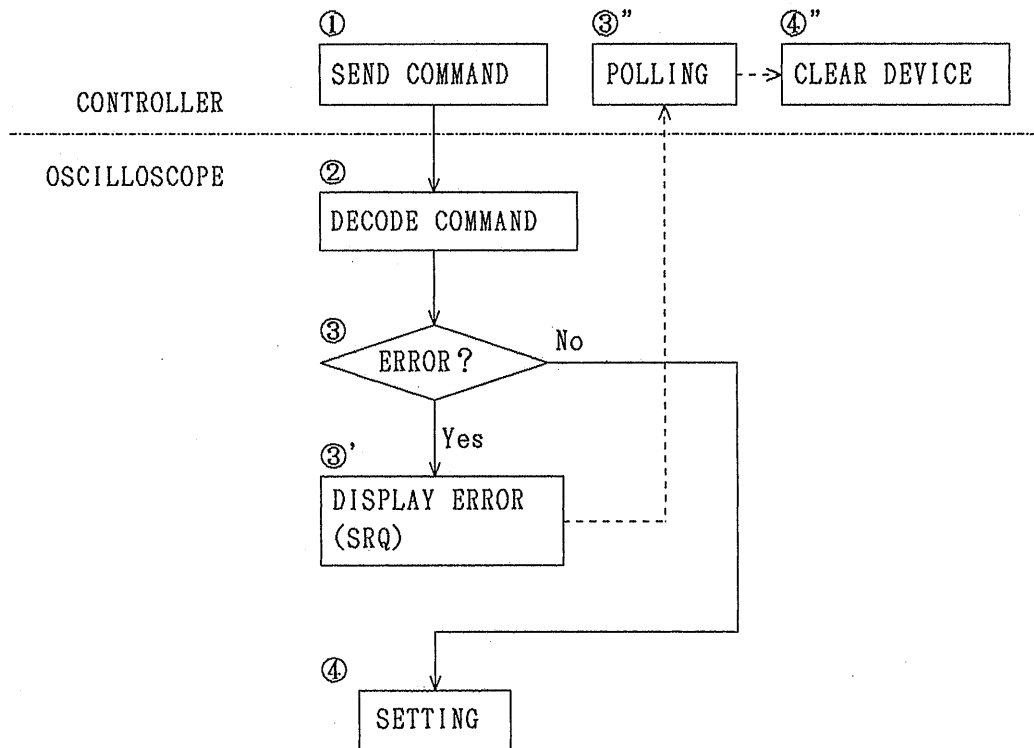 ①
SEND COMMAND
③”
POLLING
④”
CLEAR DEVICE
CONTROLLER
OSCILLOSCOPE
②
DECODE COMMAND
③
ERROR?
No
Yes
③'
DISPLAY ERROR
(SRQ)
④
SETTING